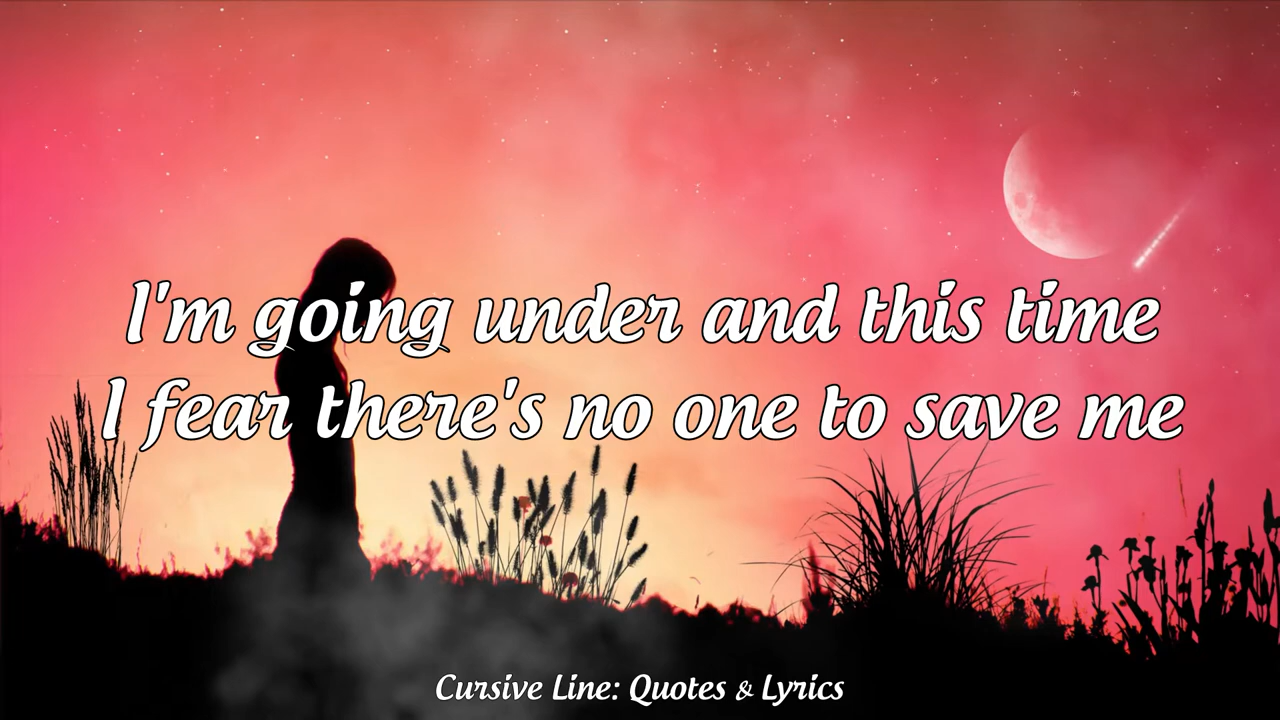 I'm going under and this time
I fear there's no one to save me
Cursive Line: Quotes & Lyrics